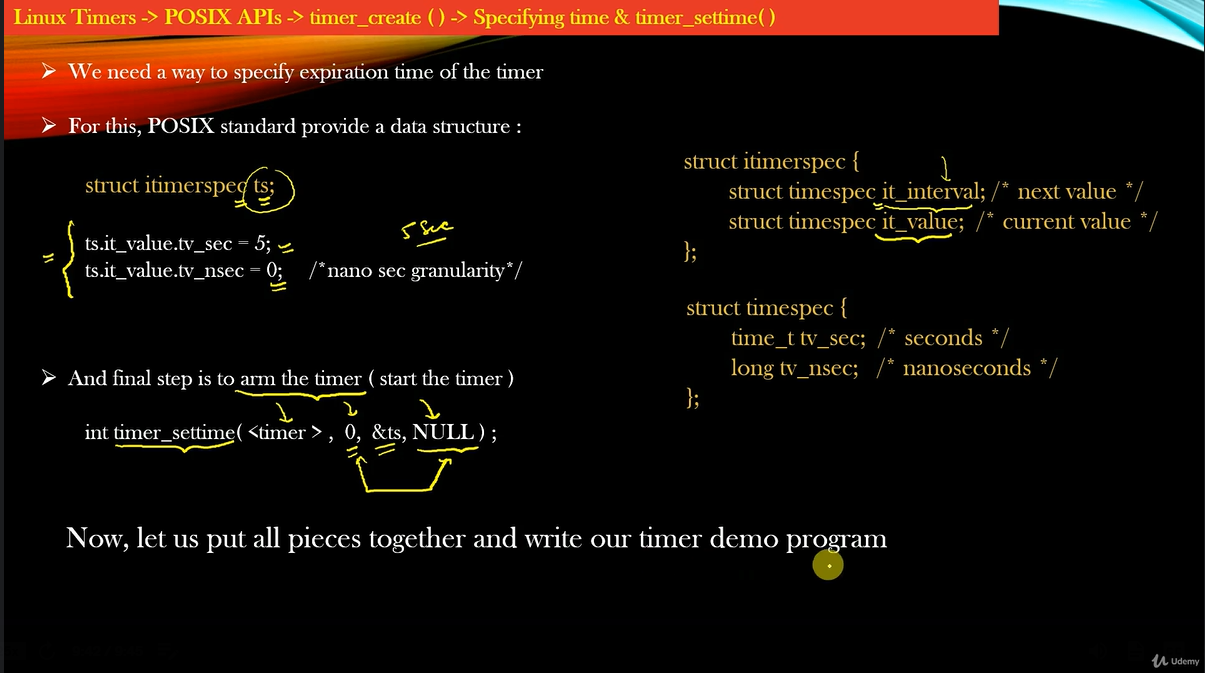 Linux Timers -> POSIX APIs -> timer_create ( ) -> Specifying time & timer_settime( )
➢ We need a way to specify expiration time of the timer
➢ For this, POSIX standard provide a data structure :
struct itimerspec ts;
5 sec
ts.it_value.tv_sec = 5;
ts.it_value.tv_nsec = 0; /*nano sec granularity*/
➢ And final step is to arm the timer ( start the timer )
int timer_settime( <timer > , 0, &ts, NULL ) ;
struct itimerspec {
struct timespec it_interval; /* next value */
struct timespec it_value; /* current value */
};
struct timespec {
time_t tv_sec; /* seconds */
long tv_nsec; /* nanoseconds */
};
Now, let us put all pieces together and write our timer demo program
Udemy